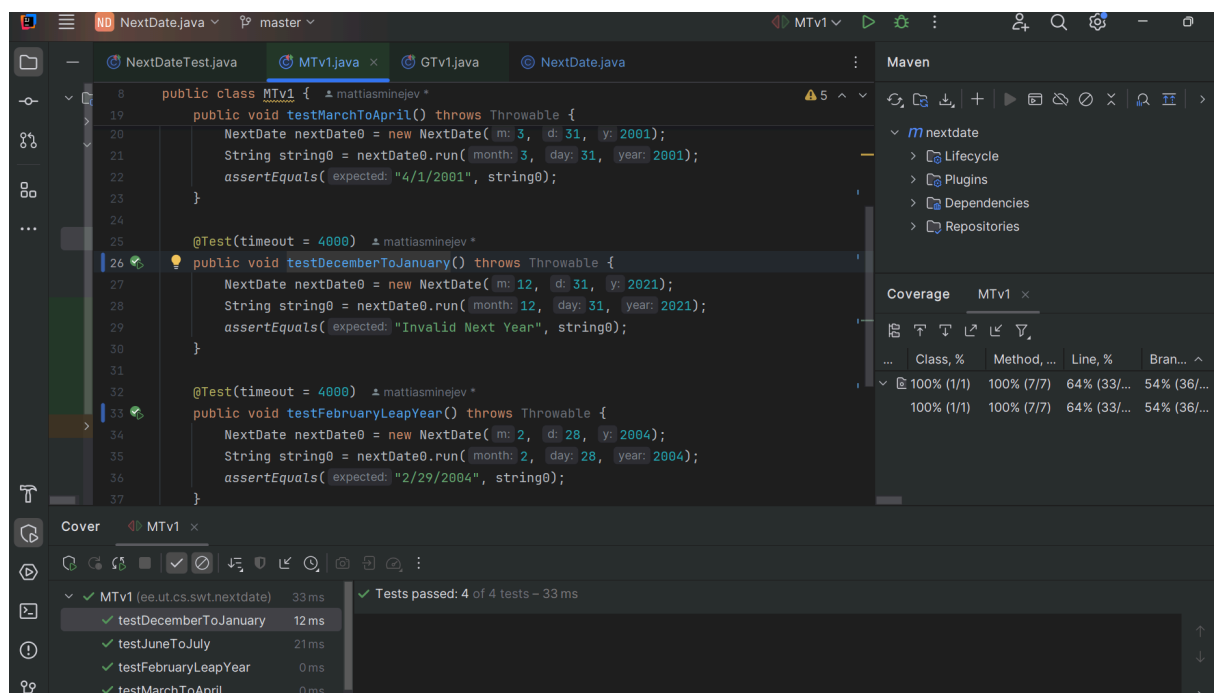 ND NextDate.java master MTv1
NextDateTest.java MTv1.java × GTv1.java NextDate.java Maven
8 public class MTv1 { mattiasminejev * 5
19 public void testMarchToApril() throws Throwable {
20 NextDate nextDate0 = new NextDate( m: 3, d: 31, y: 2001);
21 String string0 = nextDate0.run( month: 3, day: 31, year: 2001);
22 assertEquals( expected: "4/1/2001", string0);
23 }
24
25 @Test(timeout = 4000) mattiasminejev *
26 public void testDecemberToJanuary() throws Throwable {
27 NextDate nextDate0 = new NextDate( m: 12, d: 31, y: 2021);
28 String string0 = nextDate0.run( month: 12, day: 31, year: 2021);
29 assertEquals( expected: "Invalid Next Year", string0);
30 }
31
32 @Test(timeout = 4000) mattiasminejev *
33 public void testFebruaryLeapYear() throws Throwable {
34 NextDate nextDate0 = new NextDate( m: 2, d: 28, y: 2004);
35 String string0 = nextDate0.run( month: 2, day: 28, year: 2004);
36 assertEquals( expected: "2/29/2004", string0);
37 }
nextdate
Lifecycle
Plugins
Dependencies
Repositories
Coverage MTv1 ×
... Class, % Method, ... Line, % Bran...
100% (1/1) 100% (7/7) 64% (33/... 54% (36/...
100% (1/1) 100% (7/7) 64% (33/... 54% (36/...
Cover MTv1 ×
MTv1 (ee.ut.cs.swt.nextdate) 33 ms
testDecemberToJanuary 12 ms
testJuneToJuly 21 ms
testFebruaryLeapYear 0 ms
testMarchToApril 0 ms
Tests passed: 4 of 4 tests – 33 ms